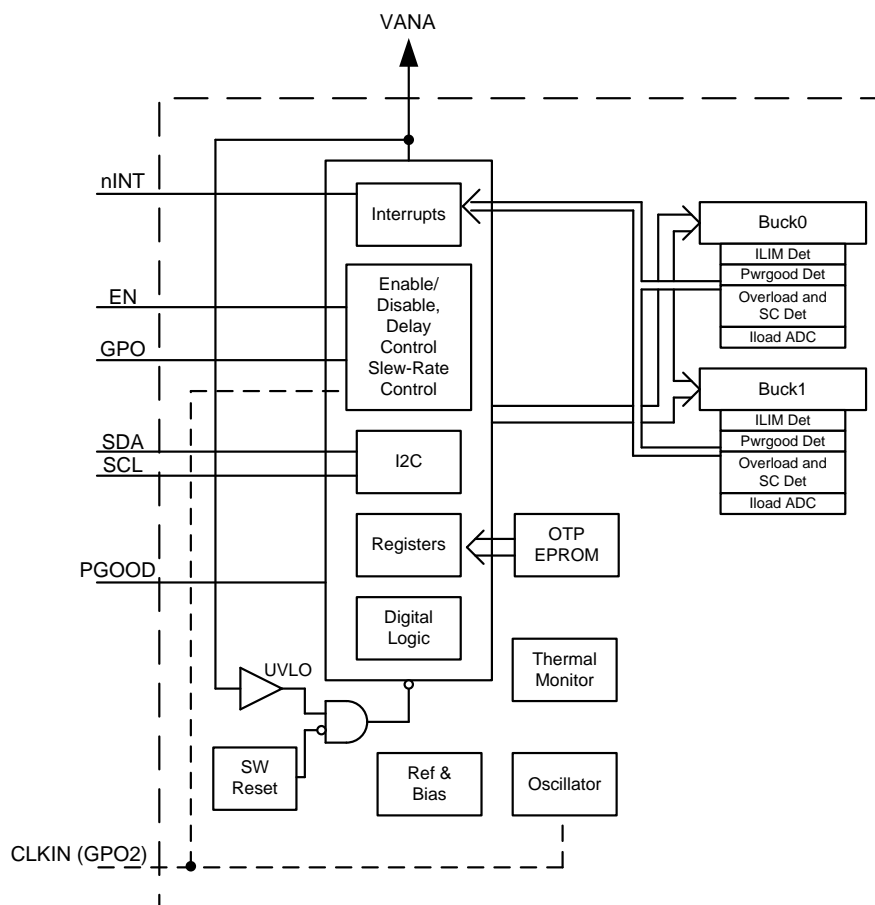 VANA
nINT
Interrupts
Buck0
ILIM Det
Pwrgood Det
Overload and
SC Det
Iload ADC
EN
GPO
Enable/
Disable,
Delay
Control
Slew-Rate
Control
Buck1
ILIM Det
Pwrgood Det
Overload and
SC Det
Iload ADC
SDA
SCL
I2C
Registers
OTP
EPROM
PGOOD
Digital
Logic
UVLO
Thermal
Monitor
SW
Reset
Ref &
Bias
Oscillator
CLKIN (GPO2)